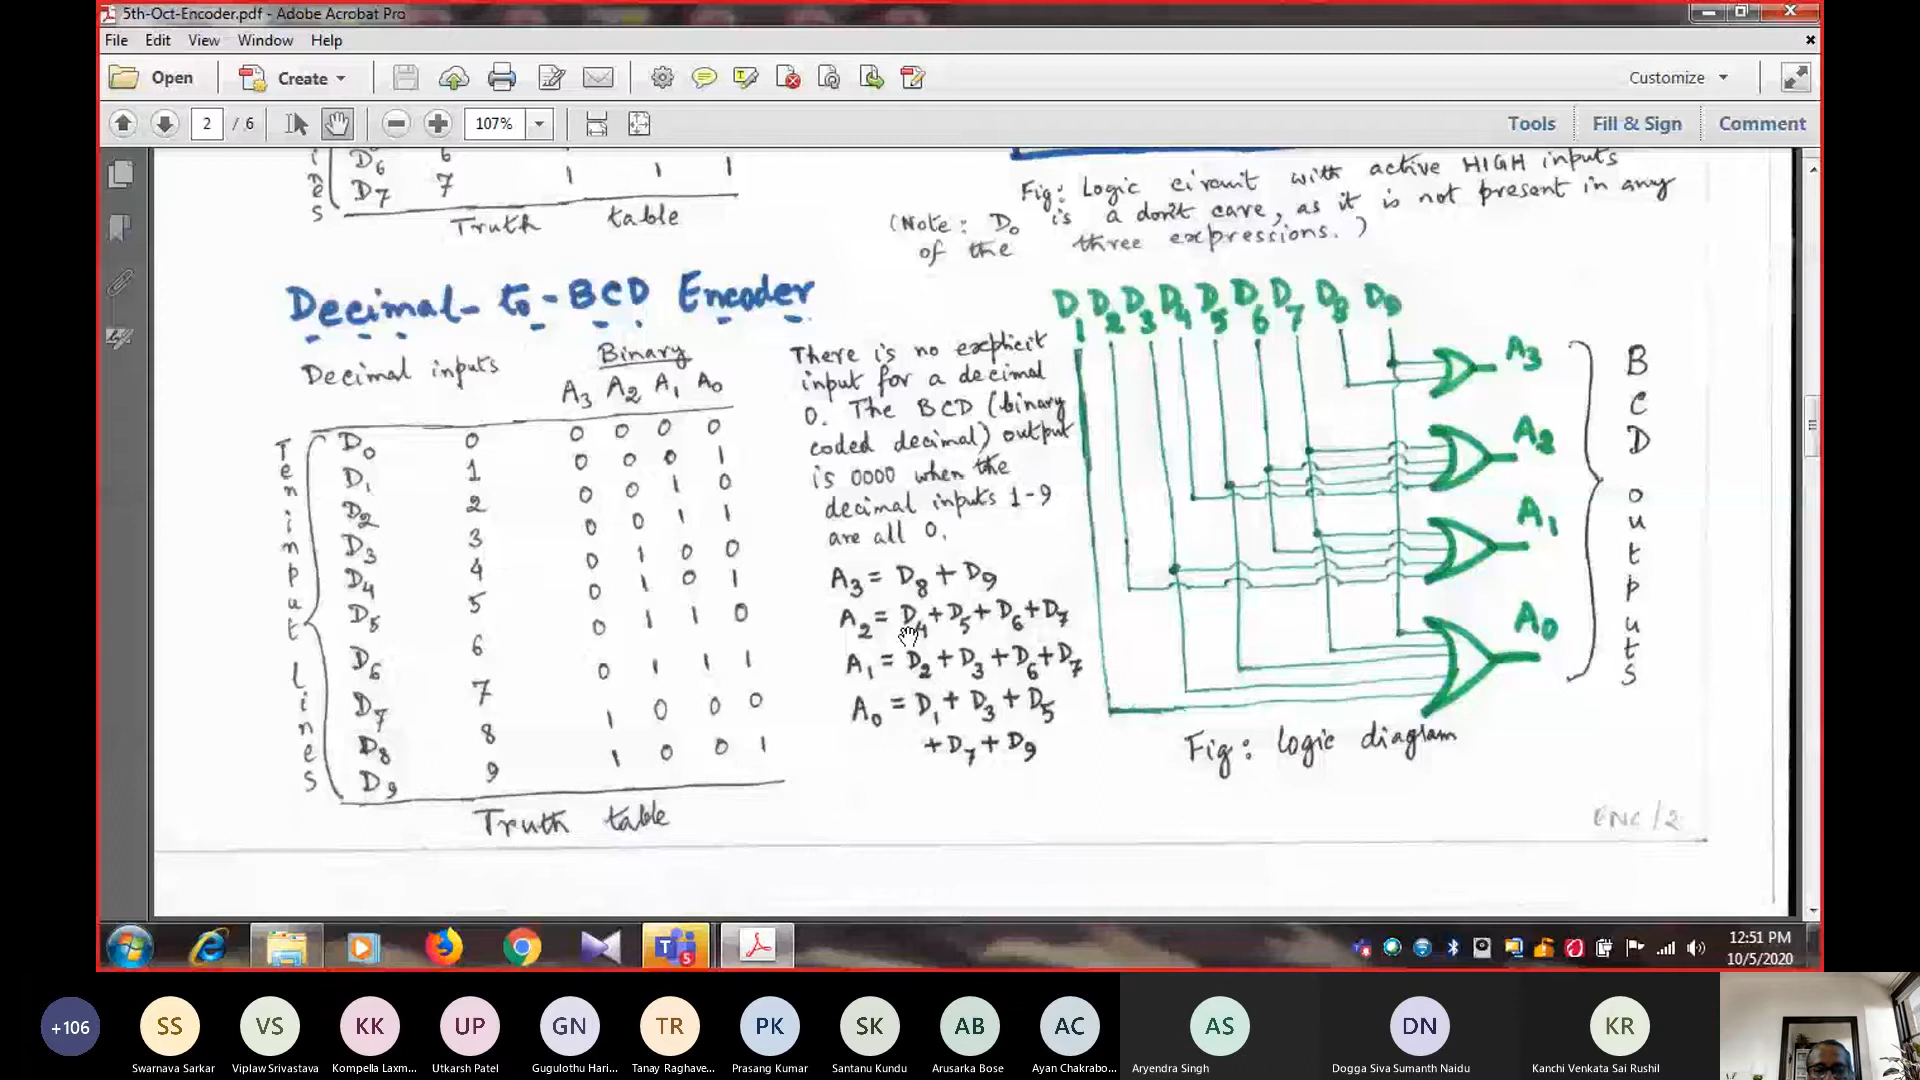 5th-Oct-Encoder.pdf - Adobe Acrobat Pro
File Edit View Window Help
Open Create Customize
2 / 6 107% Tools Fill & Sign Comment
D6 6
D7 7 1 1 1
Truth table
Fig: Logic circuit with active HIGH inputs
(Note: D0 is a don't care, as it is not present in any
of the three expressions.)
Decimal-to-BCD Encoder
Decimal inputs
Binary
A3 A2 A1 A0
Ten input lines
D0 0 0 0 0 0
D1 1 0 0 0 1
D2 2 0 0 1 0
D3 3 0 0 1 1
D4 4 0 1 0 0
D5 5 0 1 0 1
D6 6 0 1 1 0
D7 7 0 1 1 1
D8 8 1 0 0 0
D9 9 1 0 0 1
Truth table
There is no explicit
input for a decimal
0. The BCD (binary
coded decimal) output
is 0000 when the
decimal inputs 1-9
are all 0.
A3 = D8 + D9
A2 = D4 + D5 + D6 + D7
A1 = D2 + D3 + D6 + D7
A0 = D1 + D3 + D5
+ D7 + D9
D1 D2 D3 D4 D5 D6 D7 D8 D9
A3
A2
A1
A0
BCD outputs
Fig: logic diagram
ENC/2
12:51 PM
10/5/2020
+106 SS VS KK UP GN TR PK SK AB AC AS DN KR
Swarnava Sarkar Viplaw Srivastava Kompella Laxm... Utkarsh Patel Gugulothu Hari... Tanay Raghave... Prasang Kumar Santanu Kundu Arusarka Bose Ayan Chakrabo... Aryendra Singh Dogga Siva Sumanth Naidu Kanchi Venkata Sai Rushil